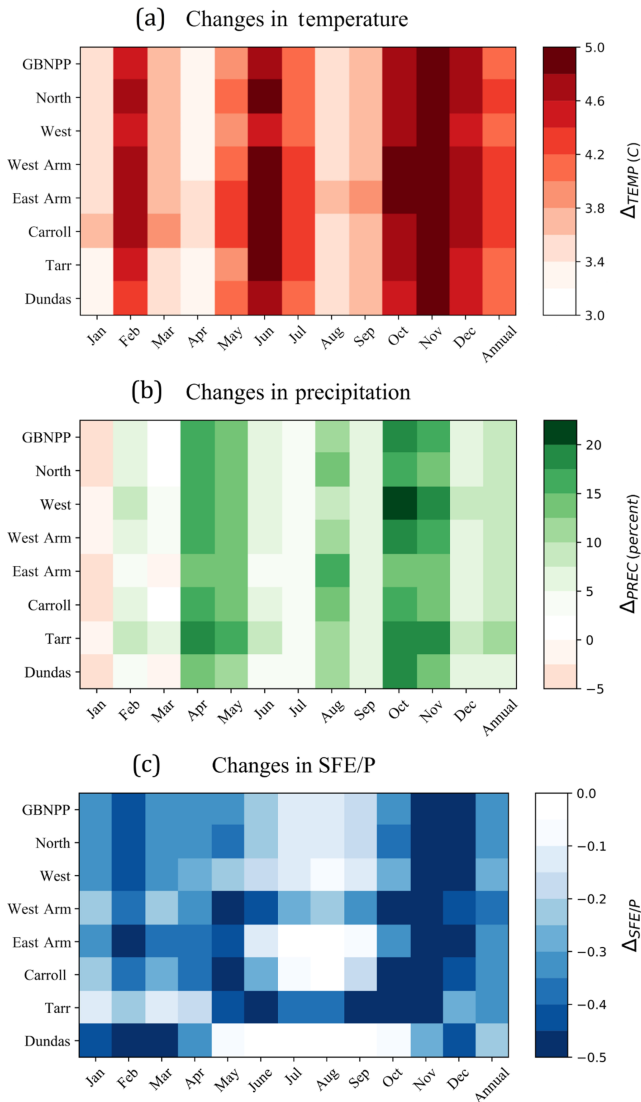 (a) Changes in temperature
GBNPP
North
West
West Arm
East Arm
Carroll
Tarr
Dundas
Jan Feb Mar Apr May Jun Jul Aug Sep Oct Nov Dec Annual
5.0
4.6
4.2
3.8
3.4
3.0
ΔTEMP (C)
(b) Changes in precipitation
GBNPP
North
West
West Arm
East Arm
Carroll
Tarr
Dundas
Jan Feb Mar Apr May Jun Jul Aug Sep Oct Nov Dec Annual
20
15
10
5
0
−5
ΔPREC (percent)
(c) Changes in SFE/P
GBNPP
North
West
West Arm
East Arm
Carroll
Tarr
Dundas
Jan Feb Mar Apr May June Jul Aug Sep Oct Nov Dec Annual
0.0
−0.1
−0.2
−0.3
−0.4
−0.5
ΔSFE/P